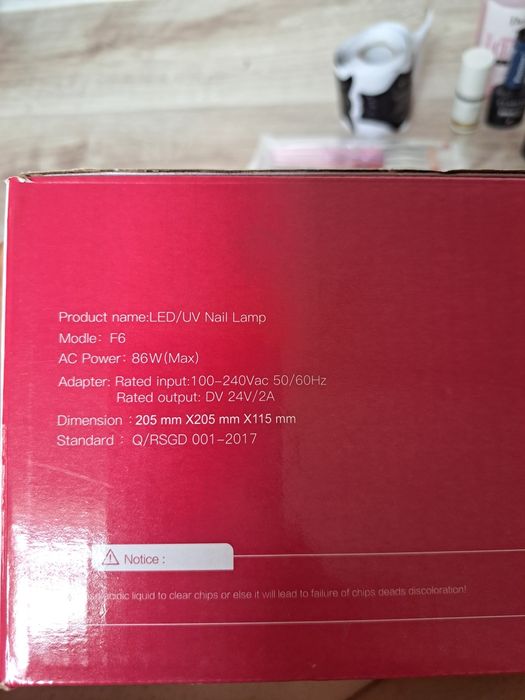 Product name:LED/UV Nail Lamp
Modle: F6
AC Power: 86W(Max)
Adapter: Rated input:100-240Vac 50/60Hz
Rated output: DV 24V/2A
Dimension : 205 mm X205 mm X115 mm
Standard : Q/RSGD 001-2017
Notice :
liquid to clear chips or else it will lead to failure of chips deads discoloration!